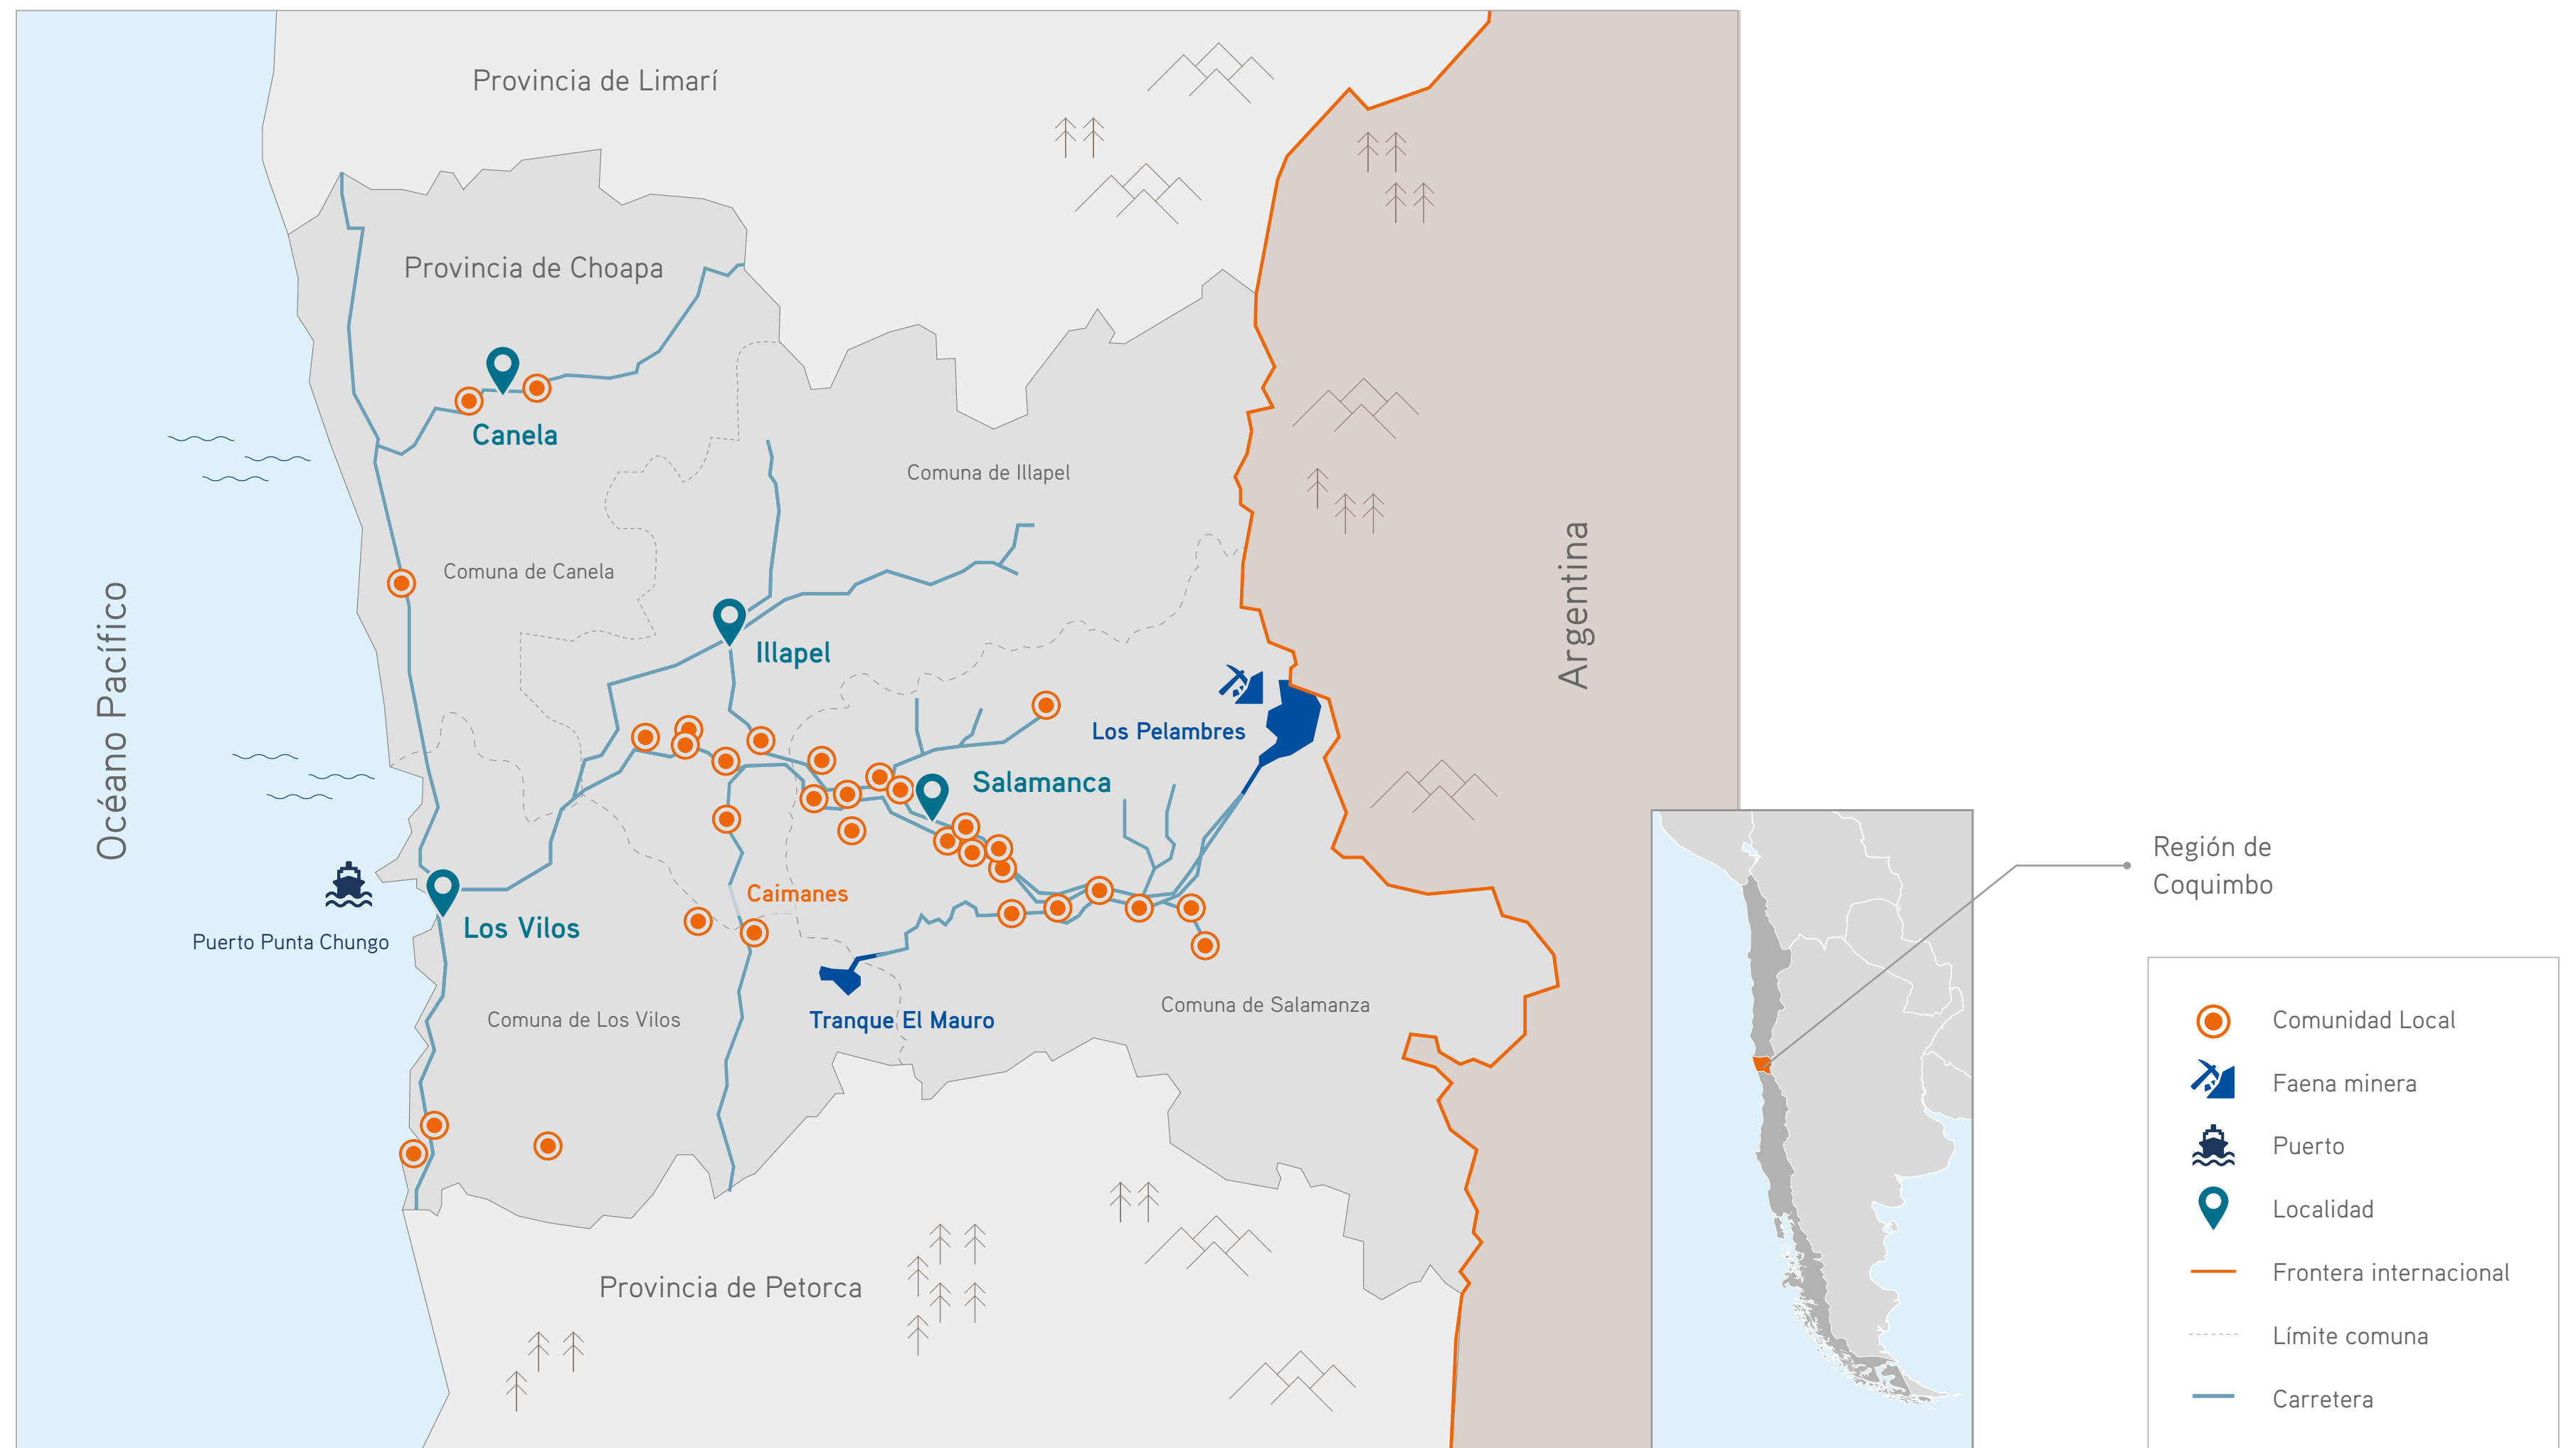 Provincia de Limarí
Provincia de Choapa
Canela
Comuna de Illapel
Comuna de Canela
Océano Pacífico
Argentina
Illapel
Los Pelambres
Salamanca
Caimanes
Los Vilos
Puerto Punta Chungo
Comuna de Los Vilos
Tranque El Mauro
Comuna de Salamanza
Provincia de Petorca
Región de
Coquimbo
Comunidad Local
Faena minera
Puerto
Localidad
Frontera internacional
Límite comuna
Carretera